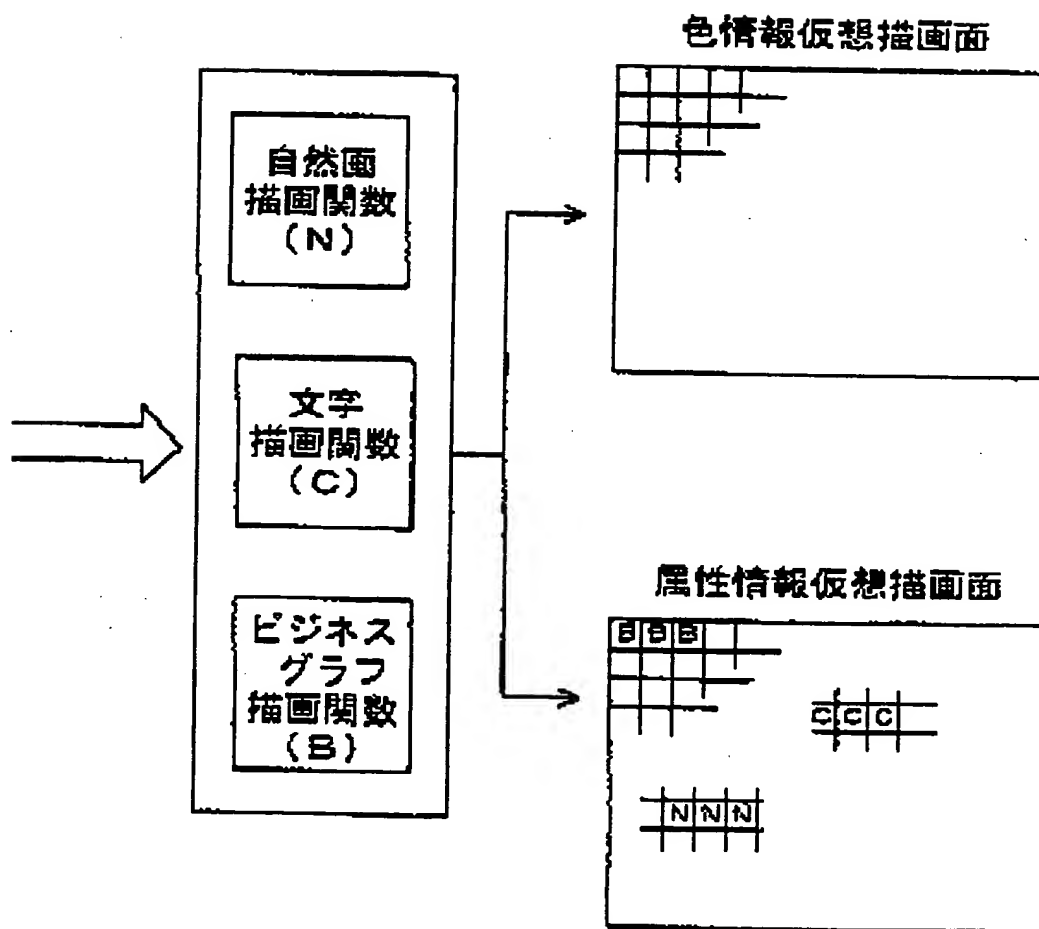 色情報仮想描画面
自然画
描画関数
(N)
文字
描画関数
(C)
ビジネス
グラフ
描画関数
(B)
属性情報仮想描画面
B B B
C C C
N N N